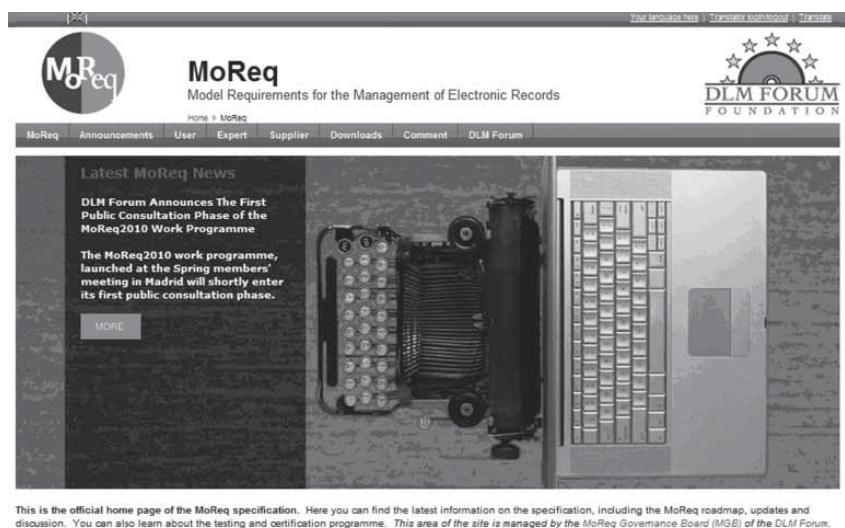 Your language here | Translator login/logout | Translate
MoReq
DLM FORUM
FOUNDATION
MoReq
Model Requirements for the Management of Electronic Records
Home MoReq
MoReq Announcements User Expert Supplier Downloads Comment DLM Forum
Latest MoReq News
DLM Forum Announces The First
Public Consultation Phase of the
MoReq2010 Work Programme
The MoReq2010 work programme,
launched at the Spring members'
meeting in Madrid will shortly enter
its first public consultation phase.
MORE
This is the official home page of the MoReq specification. Here you can find the latest information on the specification, including the MoReq roadmap, updates and
discussion. You can also learn about the testing and certification programme. This area of the site is managed by the MoReq Governance Board (MGB) of the DLM Forum.